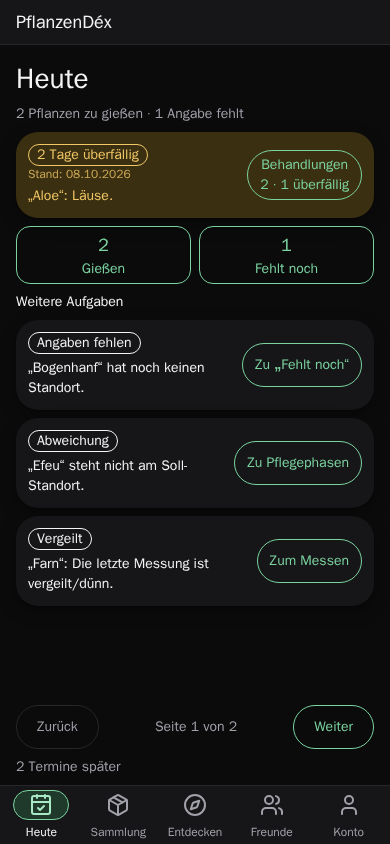 PflanzenDéx
Heute
2 Pflanzen zu gießen · 1 Angabe fehlt
2 Tage überfällig
Stand: 08.10.2026
„Aloe“: Läuse.
Behandlungen
2 · 1 überfällig
2
Gießen
1
Fehlt noch
Weitere Aufgaben
Angaben fehlen
„Bogenhanf“ hat noch keinen
Standort.
Zu „Fehlt noch“
Abweichung
„Efeu“ steht nicht am Soll-
Standort.
Zu Pflegephasen
Vergeilt
„Farn“: Die letzte Messung ist
vergeilt/dünn.
Zum Messen
Zurück
Seite 1 von 2
Weiter
2 Termine später
Heute
Sammlung
Entdecken
Freunde
Konto